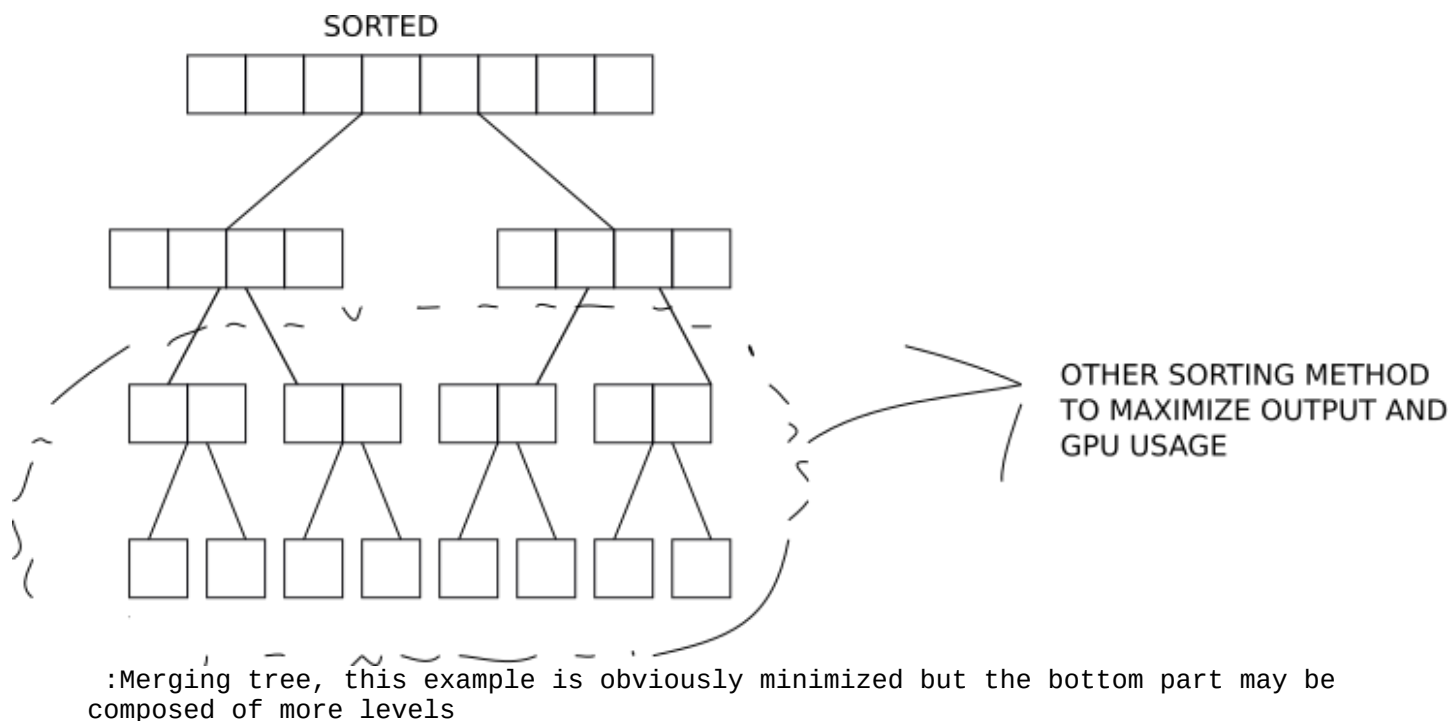 SORTED
OTHER SORTING METHOD
TO MAXIMIZE OUTPUT AND
GPU USAGE
:Merging tree, this example is obviously minimized but the bottom part may be
composed of more levels